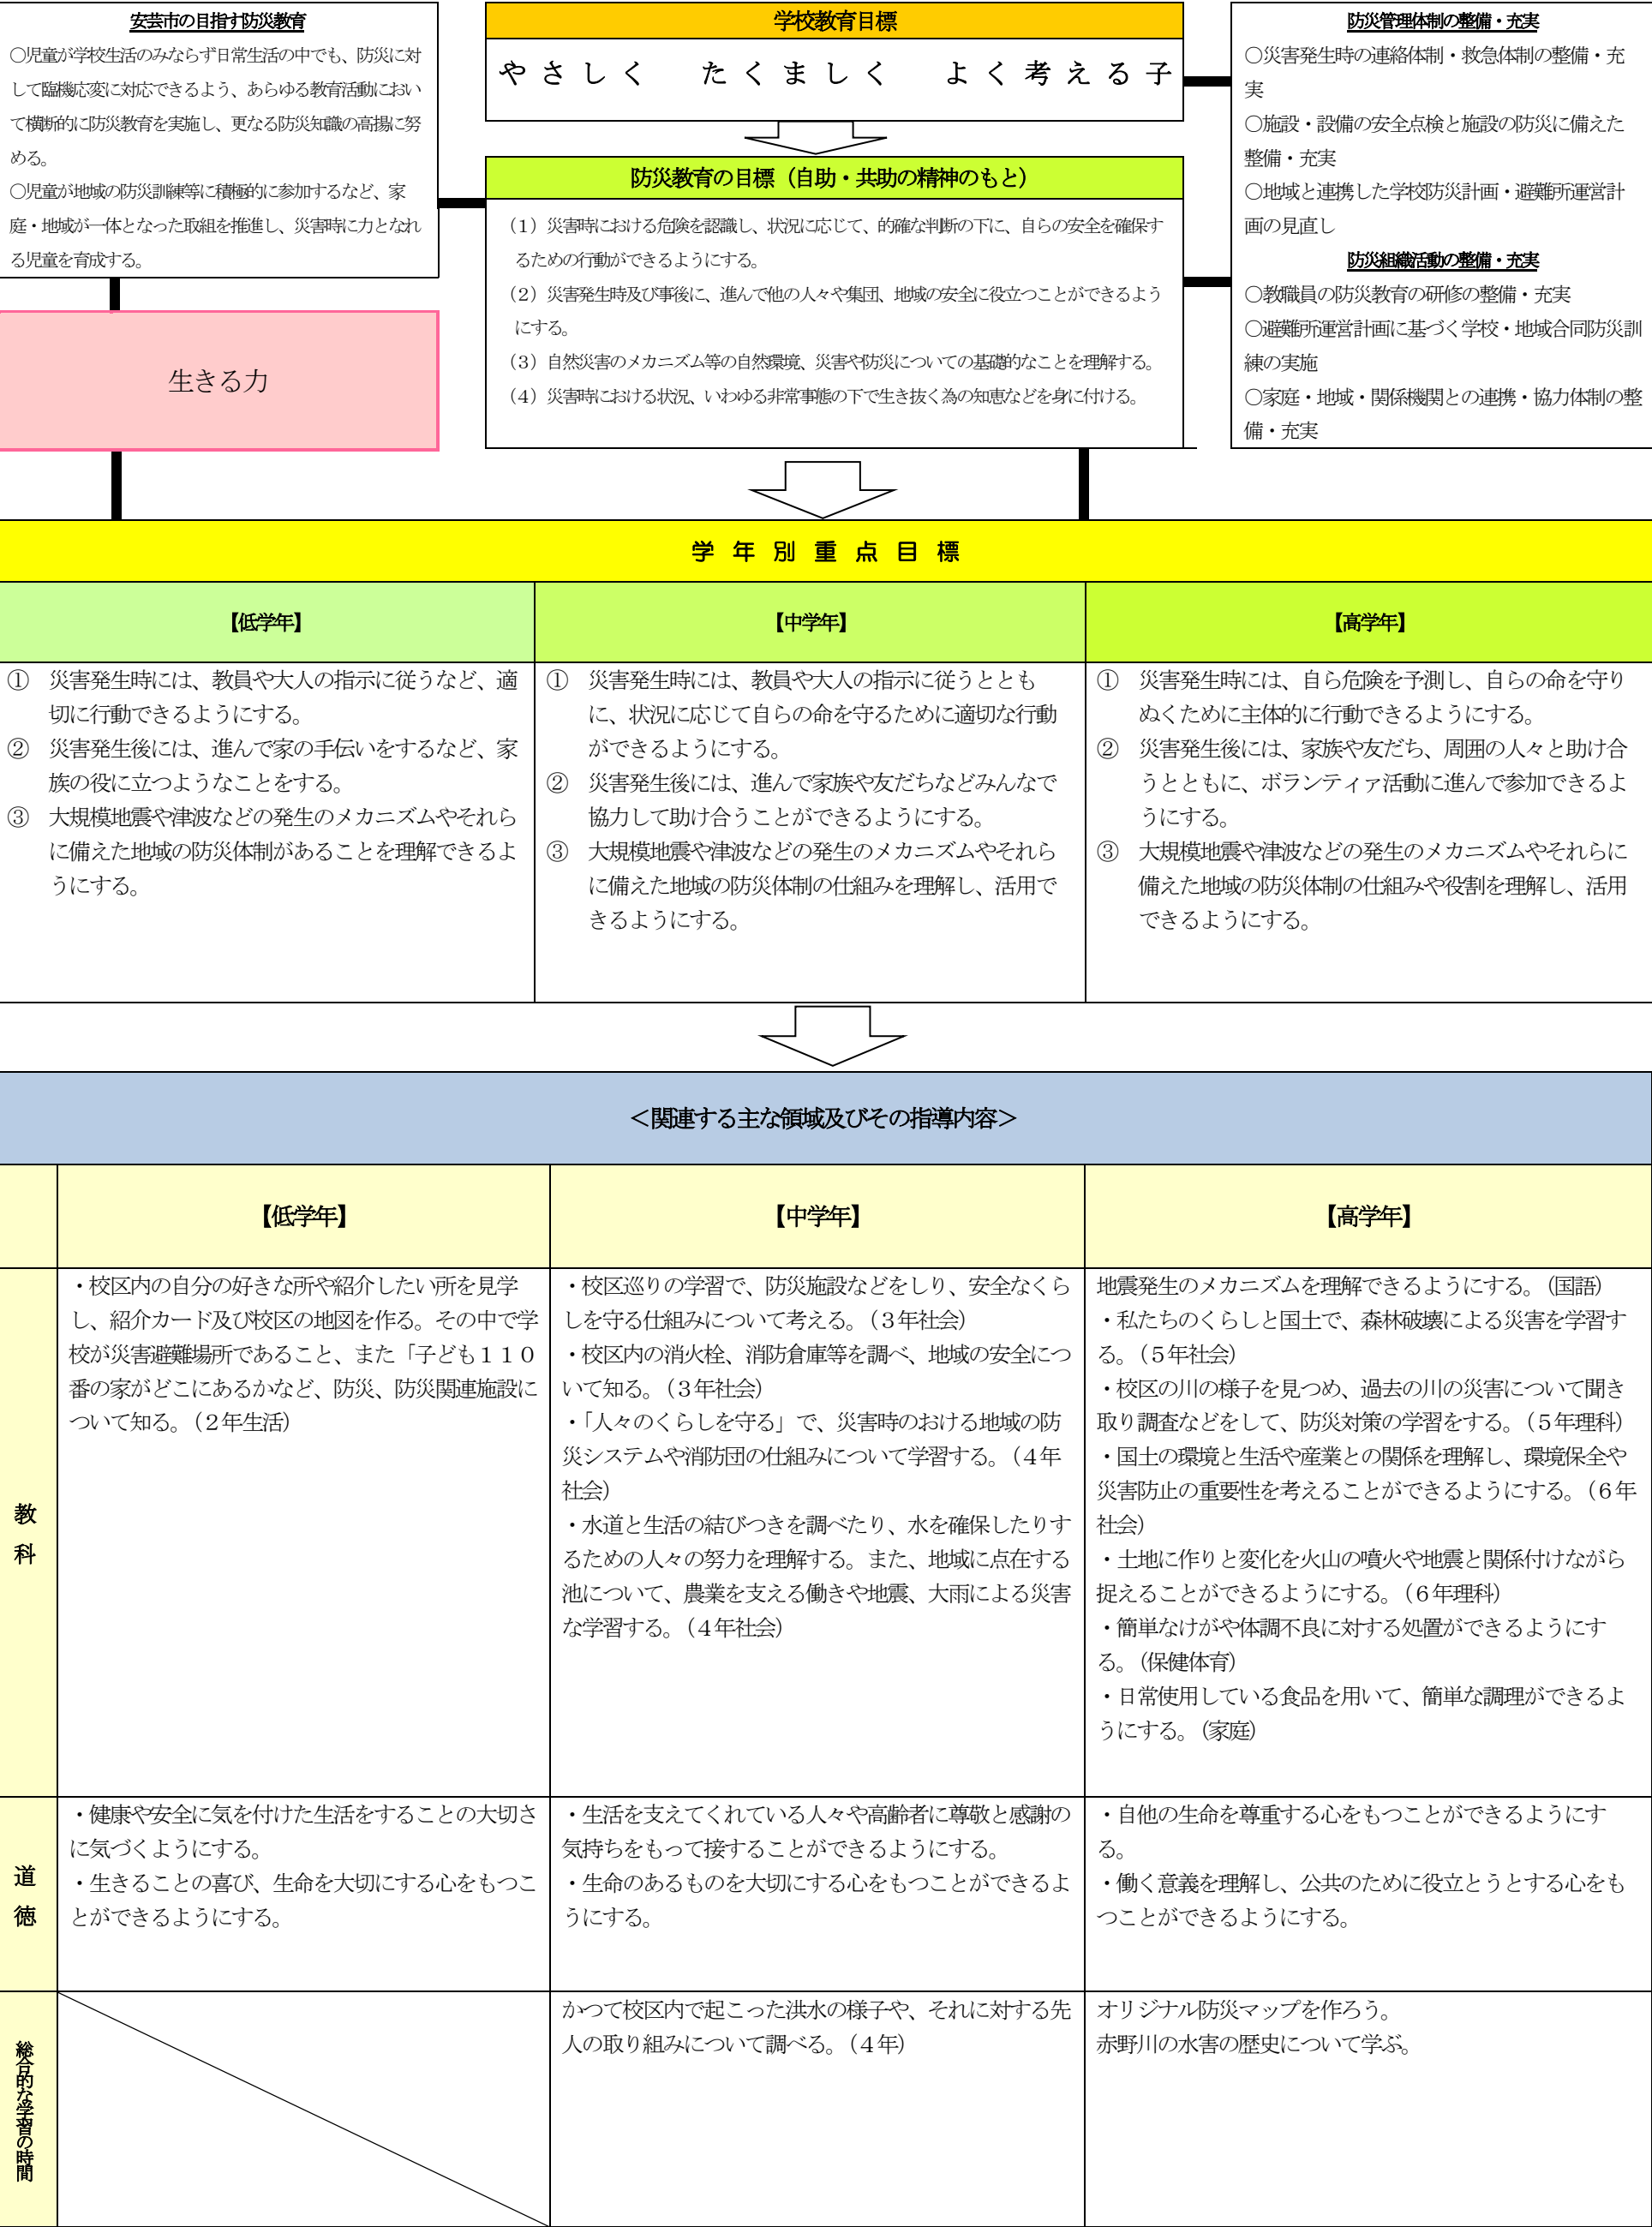 安芸市の目指す防災教育
○児童が学校生活のみならず日常生活の中でも、防災に対
して臨機応変に対応できるよう、あらゆる教育活動におい
て横断的に防災教育を実施し、更なる防災知識の高揚に努
める。
○児童が地域の防災訓練等に積極的に参加するなど、家
庭・地域が一体となった取組を推進し、災害時に力となれ
る児童を育成する。
生きる力
学校教育目標
やさしく　たくましく　よく考える子
防災教育の目標（自助・共助の精神のもと）
（1）災害時における危険を認識し、状況に応じて、的確な判断の下に、自らの安全を確保す
るための行動ができるようにする。
（2）災害発生時及び事後に、進んで他の人々や集団、地域の安全に役立つことができるよう
にする。
（3）自然災害のメカニズム等の自然環境、災害や防災についての基礎的なことを理解する。
（4）災害時における状況、いわゆる非常事態の下で生き抜く為の知恵などを身に付ける。
防災管理体制の整備・充実
○災害発生時の連絡体制・救急体制の整備・充
実
○施設・設備の安全点検と施設の防災に備えた
整備・充実
○地域と連携した学校防災計画・避難所運営計
画の見直し
防災組織活動の整備・充実
○教職員の防災教育の研修の整備・充実
○避難所運営計画に基づく学校・地域合同防災訓
練の実施
○家庭・地域・関係機関との連携・協力体制の整
備・充実
学年別重点目標
【低学年】
① 災害発生時には、教員や大人の指示に従うなど、適
切に行動できるようにする。
② 災害発生後には、進んで家の手伝いをするなど、家
族の役に立つようなことをする。
③ 大規模地震や津波などの発生のメカニズムやそれら
に備えた地域の防災体制があることを理解できるよ
うにする。
【中学年】
① 災害発生時には、教員や大人の指示に従うととも
に、状況に応じて自らの命を守るために適切な行動
ができるようにする。
② 災害発生後には、進んで家族や友だちなどみんなで
協力して助け合うことができるようにする。
③ 大規模地震や津波などの発生のメカニズムやそれら
に備えた地域の防災体制の仕組みを理解し、活用で
きるようにする。
【高学年】
① 災害発生時には、自ら危険を予測し、自らの命を守り
ぬくために主体的に行動できるようにする。
② 災害発生後には、家族や友だち、周囲の人々と助け合
うとともに、ボランティァ活動に進んで参加できるよ
うにする。
③ 大規模地震や津波などの発生のメカニズムやそれらに
備えた地域の防災体制の仕組みや役割を理解し、活用
できるようにする。
＜関連する主な領域及びその指導内容＞
【低学年】
【中学年】
【高学年】
教科
・校区内の自分の好きな所や紹介したい所を見学
し、紹介カード及び校区の地図を作る。その中で学
校が災害避難場所であること、また「子ども１１０
番の家がどこにあるかなど、防災、防災関連施設に
ついて知る。（２年生活）
・校区巡りの学習で、防災施設などをしり、安全なくら
しを守る仕組みについて考える。（３年社会）
・校区内の消火栓、消防倉庫等を調べ、地域の安全につ
いて知る。（３年社会）
・「人々のくらしを守る」で、災害時のおける地域の防
災システムや消防団の仕組みについて学習する。（４年
社会）
・水道と生活の結びつきを調べたり、水を確保したりす
るための人々の努力を理解する。また、地域に点在する
池について、農業を支える働きや地震、大雨による災害
な学習する。（４年社会）
地震発生のメカニズムを理解できるようにする。（国語）
・私たちのくらしと国土で、森林破壊による災害を学習す
る。（５年社会）
・校区の川の様子を見つめ、過去の川の災害について聞き
取り調査などをして、防災対策の学習をする。（５年理科）
・国土の環境と生活や産業との関係を理解し、環境保全や
災害防止の重要性を考えることができるようにする。（６年
社会）
・土地に作りと変化を火山の噴火や地震と関係付けながら
捉えることができるようにする。（６年理科）
・簡単なけがや体調不良に対する処置ができるようにす
る。（保健体育）
・日常使用している食品を用いて、簡単な調理ができるよ
うにする。（家庭）
道徳
・健康や安全に気を付けた生活をすることの大切さ
に気づくようにする。
・生きることの喜び、生命を大切にする心をもつこ
とができるようにする。
・生活を支えてくれている人々や高齢者に尊敬と感謝の
気持ちをもって接することができるようにする。
・生命のあるものを大切にする心をもつことができるよ
うにする。
・自他の生命を尊重する心をもつことができるようにす
る。
・働く意義を理解し、公共のために役立とうとする心をも
つことができるようにする。
総合的な学習の時間
かつて校区内で起こった洪水の様子や、それに対する先
人の取り組みについて調べる。（４年）
オリジナル防災マップを作ろう。
赤野川の水害の歴史について学ぶ。